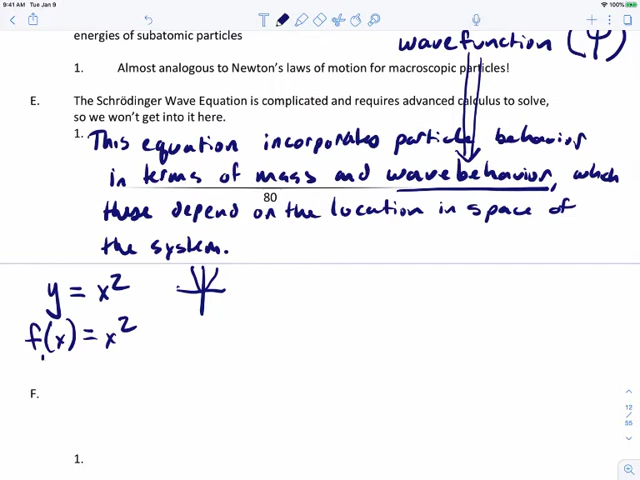 9:41 AM Tue Jan 9
100%
energies of subatomic particles
wavefunction (ψ)
1. Almost analogous to Newton's laws of motion for macroscopic particles!
E. The Schrödinger Wave Equation is complicated and requires advanced calculus to solve,
so we won't get into it here.
1. This equation incorporates particle behavior
in terms of mass and wave behavior, which
80
these depend on the location in space of
the system.
y = x²
f(x) = x²
F.
1.
12
/
55